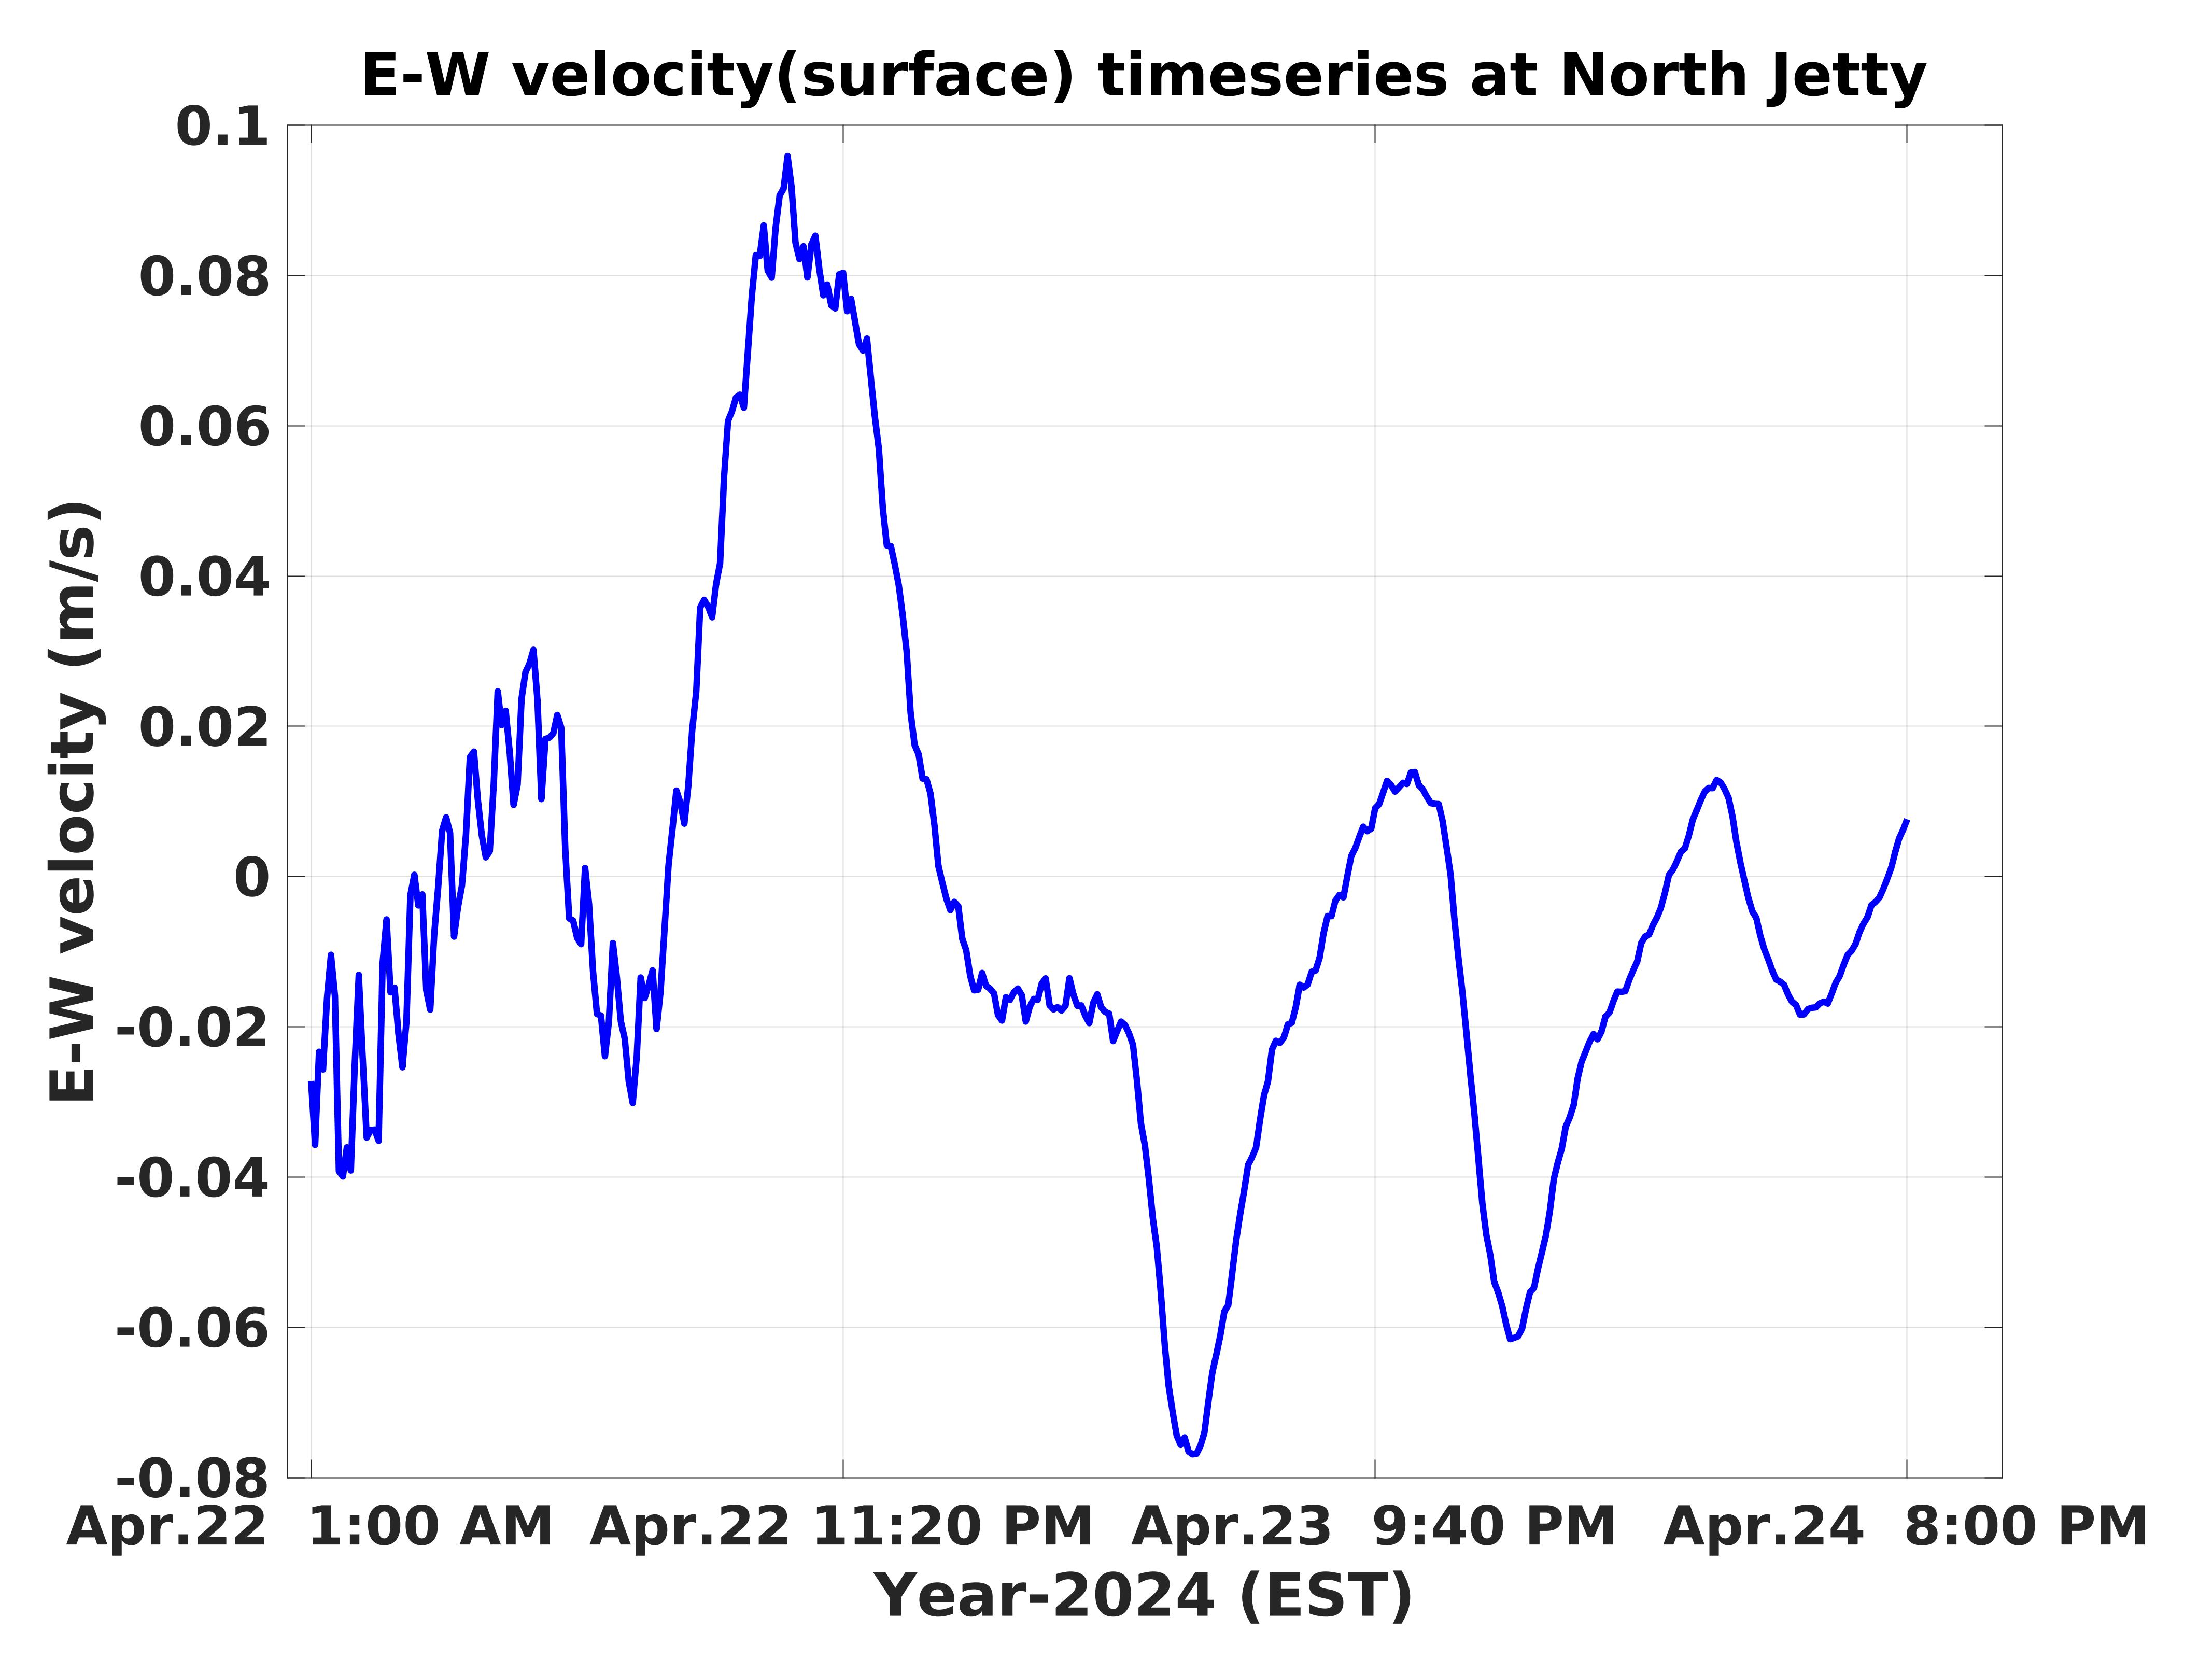 E-W velocity(surface) timeseries at North Jetty
E-W velocity (m/s)
0.1
0.08
0.06
0.04
0.02
0
-0.02
-0.04
-0.06
-0.08
Apr.22 1:00 AM Apr.22 11:20 PM Apr.23 9:40 PM Apr.24 8:00 PM
Year-2024 (EST)